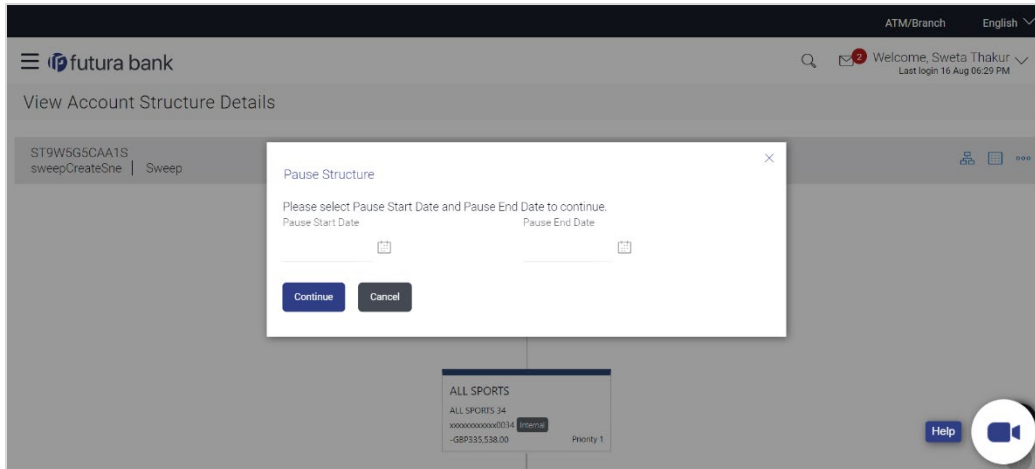 ATM/Branch English
futura bank
2
Welcome, Sweta Thakur
Last login 16 Aug 06:29 PM
View Account Structure Details
ST9W5G5CAA1S
sweepCreateSne | Sweep
Pause Structure
Please select Pause Start Date and Pause End Date to continue.
Pause Start Date Pause End Date
Continue Cancel
ALL SPORTS
ALL SPORTS 34
xxxxxxxxxxxx0034 Internal
-GBP335,538.00 Priority 1
Help